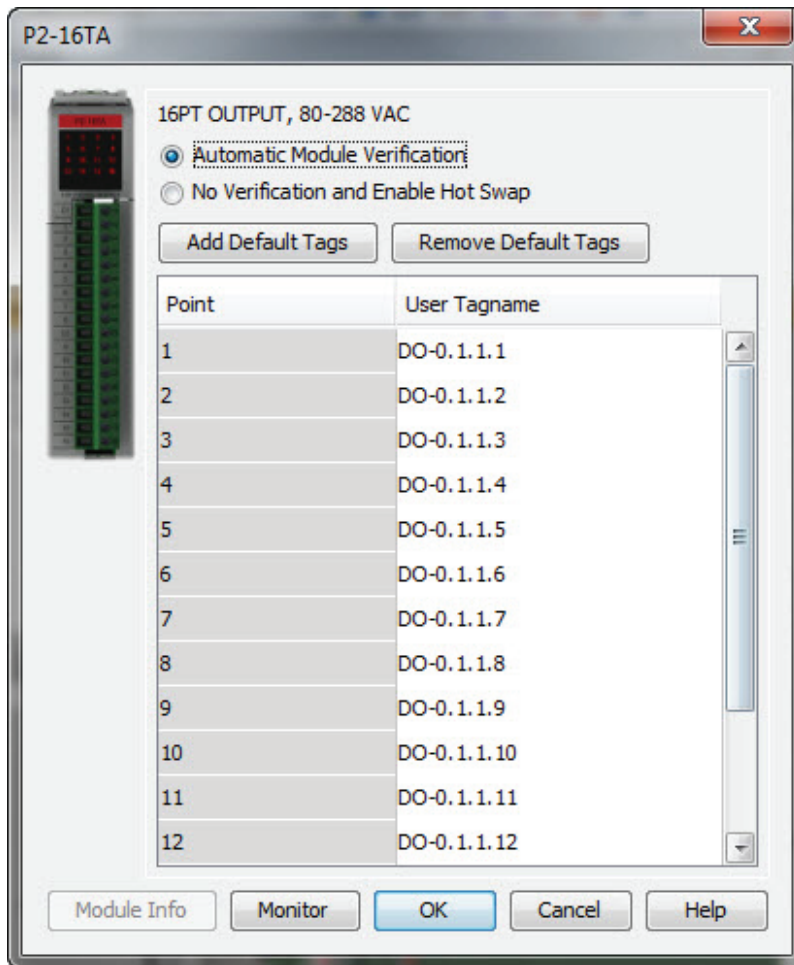 P2-16TA
16PT OUTPUT, 80-288 VAC
Automatic Module Verification
No Verification and Enable Hot Swap
Add Default Tags Remove Default Tags
Point User Tagname
1 DO-0.1.1.1
2 DO-0.1.1.2
3 DO-0.1.1.3
4 DO-0.1.1.4
5 DO-0.1.1.5
6 DO-0.1.1.6
7 DO-0.1.1.7
8 DO-0.1.1.8
9 DO-0.1.1.9
10 DO-0.1.1.10
11 DO-0.1.1.11
12 DO-0.1.1.12
Module Info Monitor OK Cancel Help